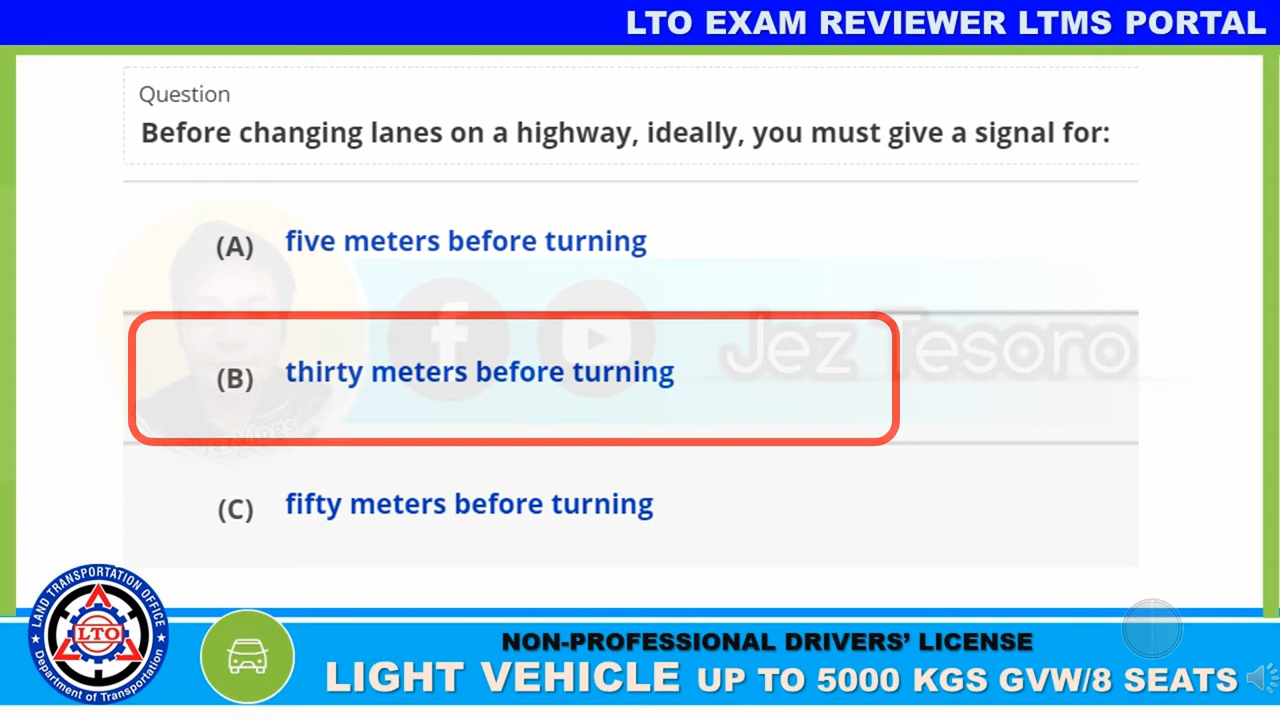 LTO EXAM REVIEWER LTMS PORTAL
Question
Before changing lanes on a highway, ideally, you must give a signal for:
(A) five meters before turning
(B) thirty meters before turning
(C) fifty meters before turning
Jez Tesoro
JezVlogs
LAND TRANSPORTATION OFFICE
LTO
Department of Transportation
NON-PROFESSIONAL DRIVERS’ LICENSE
LIGHT VEHICLE UP TO 5000 KGS GVW/8 SEATS